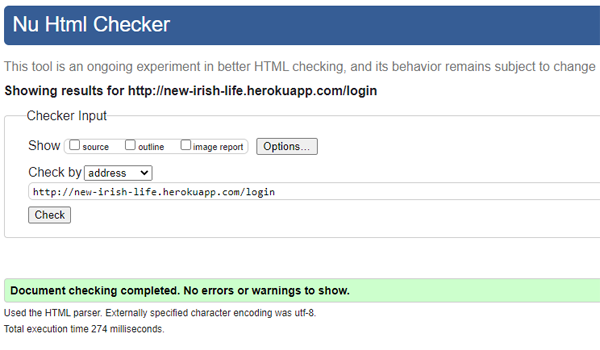 Nu Html Checker
This tool is an ongoing experiment in better HTML checking, and its behavior remains subject to change
Showing results for http://new-irish-life.herokuapp.com/login
Checker Input
Show source outline image report Options...
Check by address
http://new-irish-life.herokuapp.com/login
Check
Document checking completed. No errors or warnings to show.
Used the HTML parser. Externally specified character encoding was utf-8.
Total execution time 274 milliseconds.